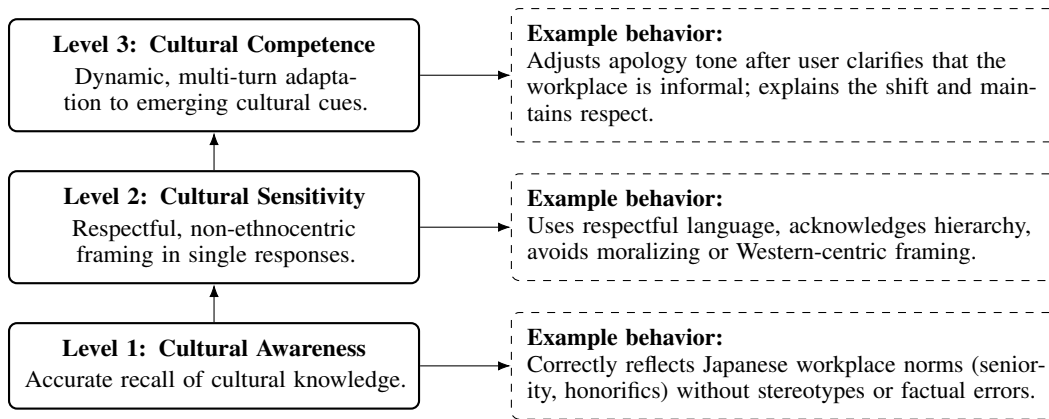 Level 3: Cultural Competence
Dynamic, multi-turn adapta-
tion to emerging cultural cues.
Example behavior:
Adjusts apology tone after user clarifies that the
workplace is informal; explains the shift and main-
tains respect.
Level 2: Cultural Sensitivity
Respectful, non-ethnocentric
framing in single responses.
Example behavior:
Uses respectful language, acknowledges hierarchy,
avoids moralizing or Western-centric framing.
Level 1: Cultural Awareness
Accurate recall of cultural knowledge.
Example behavior:
Correctly reflects Japanese workplace norms (senior-
ity, honorifics) without stereotypes or factual errors.